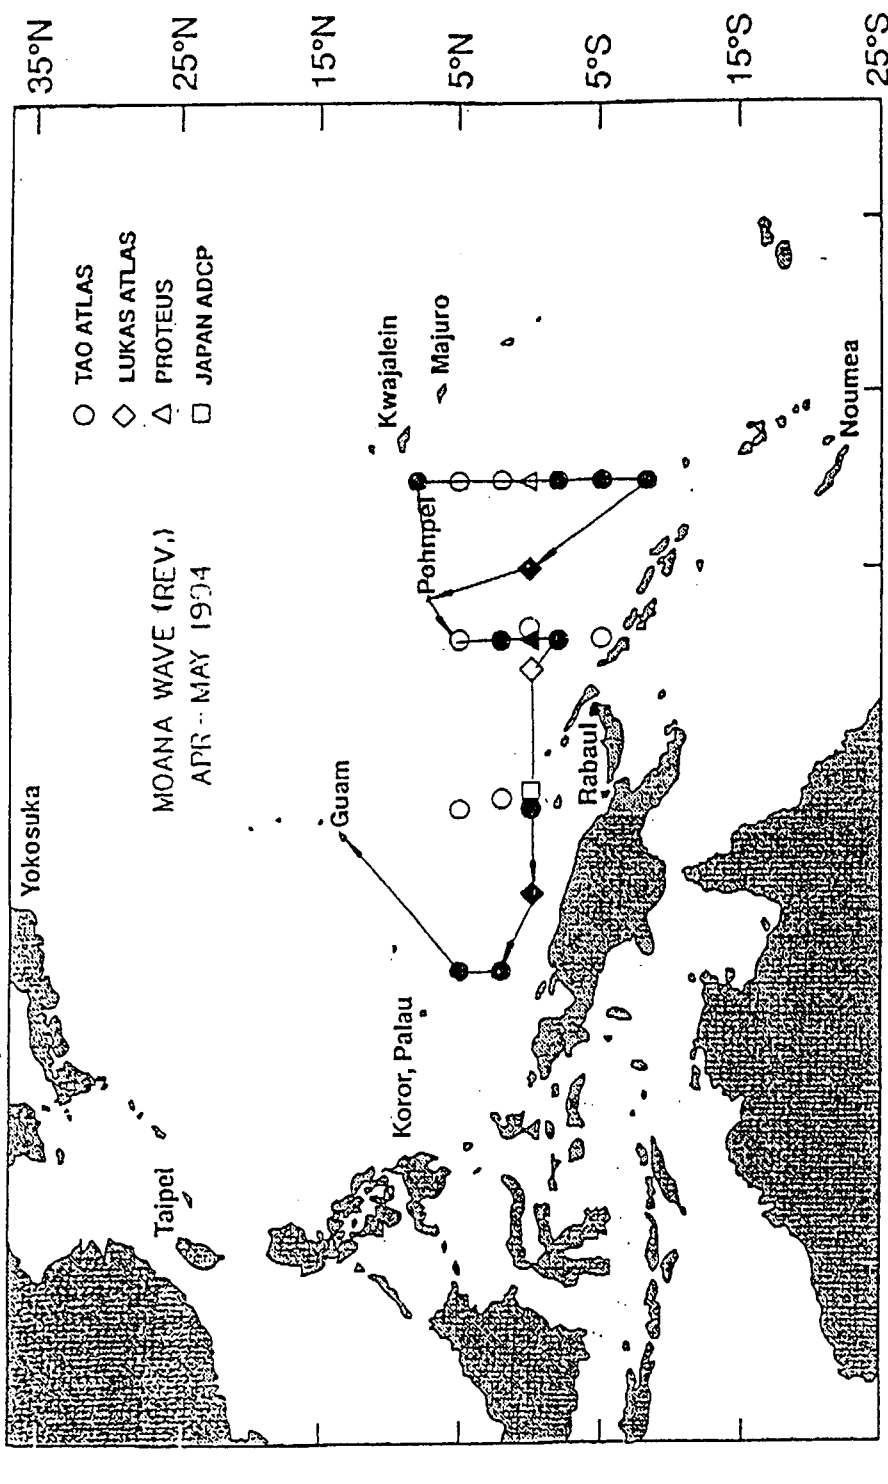 35°N
25°N
15°N
5°N
5°S
15°S
25°S
TAO ATLAS
LUKAS ATLAS
PROTEUS
JAPAN ADCP
MOANA WAVE (REV.)
APR - MAY 1994
Yokosuka
Taipei
Guam
Koror, Palau
Kwajalein
Majuro
Pohnpei
Rabaul
Noumea